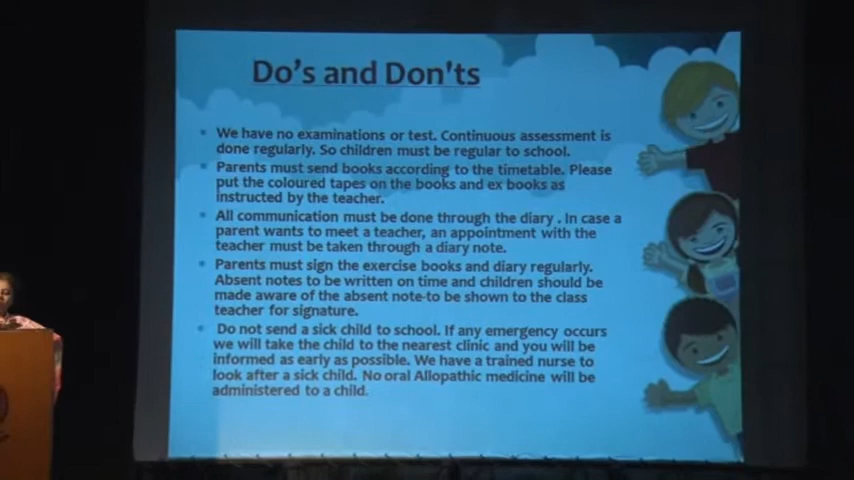 Do's and Don'ts
We have no examinations or test. Continuous assessment is
done regularly. So children must be regular to school.
Parents must send books according to the timetable. Please
put the coloured tapes on the books and ex books as
instructed by the teacher.
All communication must be done through the diary . In case a
parent wants to meet a teacher, an appointment with the
teacher must be taken through a diary note.
Parents must sign the exercise books and diary regularly.
Absent notes to be written on time and children should be
made aware of the absent note-to be shown to the class
teacher for signature.
Do not send a sick child to school. If any emergency occurs
we will take the child to the nearest clinic and you will be
informed as early as possible. We have a trained nurse to
look after a sick child. No oral Allopathic medicine will be
administered to a child.